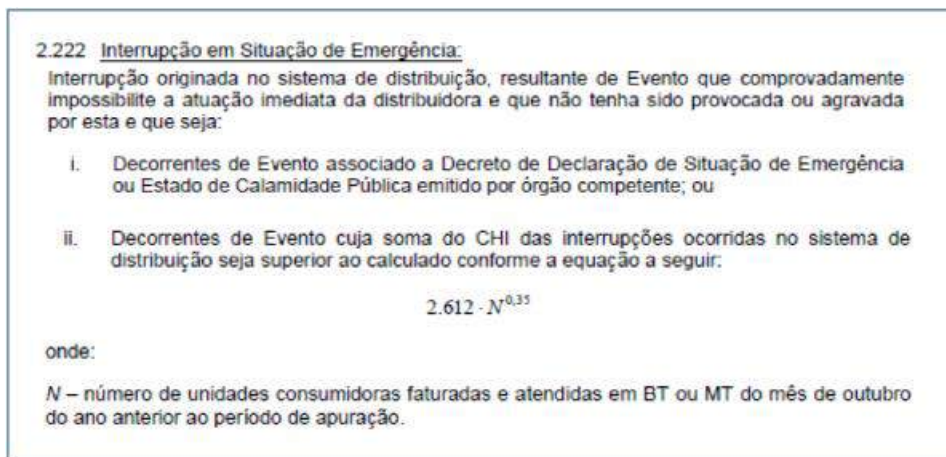 2.222 Interrupção em Situação de Emergência:
Interrupção originada no sistema de distribuição, resultante de Evento que comprovadamente
impossibilite a atuação imediata da distribuidora e que não tenha sido provocada ou agravada
por esta e que seja:
i. Decorrentes de Evento associado a Decreto de Declaração de Situação de Emergência
ou Estado de Calamidade Pública emitido por órgão competente; ou
ii. Decorrentes de Evento cuja soma do CHI das interrupções ocorridas no sistema de
distribuição seja superior ao calculado conforme a equação a seguir:
2.612 · N^0,35
onde:
N – número de unidades consumidoras faturadas e atendidas em BT ou MT do mês de outubro
do ano anterior ao período de apuração.